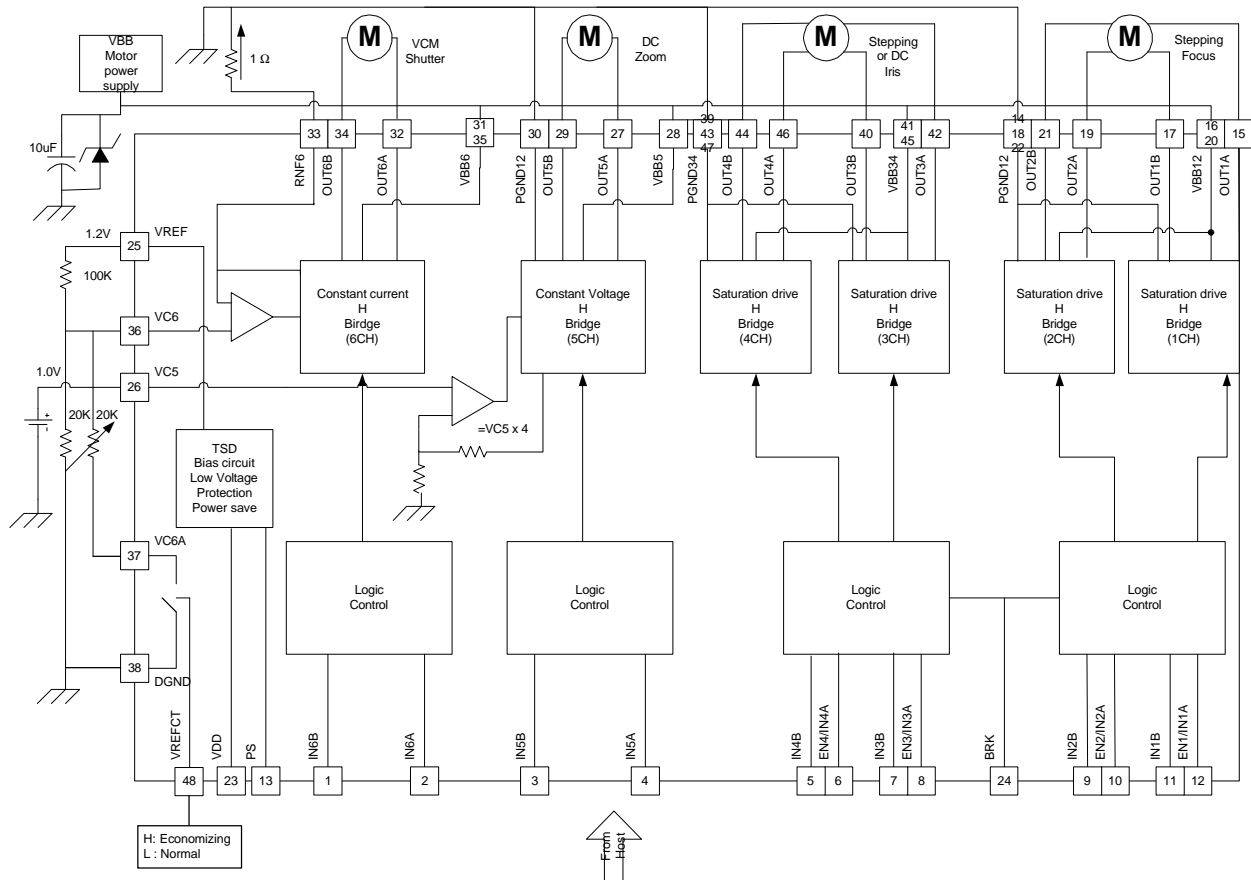 VBB
Motor
power
supply
1 Ω
M
VCM
Shutter
M
DC
Zoom
M
Stepping
or DC
Iris
M
Stepping
Focus
10uF
33
34
32
31
35
30
29
27
28
39
43
47
44
46
40
41
45
42
14
18
22
21
19
17
16
20
15
RNF6
OUT6B
OUT6A
VBB6
PGND12
OUT5B
OUT5A
VBB5
PGND34
OUT4B
OUT4A
OUT3B
VBB34
OUT3A
PGND12
OUT2B
OUT2A
OUT1B
VBB12
OUT1A
1.2V
25
VREF
100K
36
VC6
1.0V
26
VC5
20K
20K
+
-
Constant current
H
Birdge
(6CH)
Constant Voltage
H
Bridge
(5CH)
Saturation drive
H
Bridge
(4CH)
Saturation drive
H
Bridge
(3CH)
Saturation drive
H
Bridge
(2CH)
Saturation drive
H
Bridge
(1CH)
=VC5 x 4
TSD
Bias circuit
Low Voltage
Protection
Power save
37
VC6A
38
DGND
Logic
Control
Logic
Control
Logic
Control
Logic
Control
VREFCT
VDD
PS
IN6B
IN6A
IN5B
IN5A
IN4B
EN4/IN4A
IN3B
EN3/IN3A
BRK
IN2B
EN2/IN2A
IN1B
EN1/IN1A
48
23
13
1
2
3
4
5
6
7
8
24
9
10
11
12
H: Economizing
L : Normal
From
Host